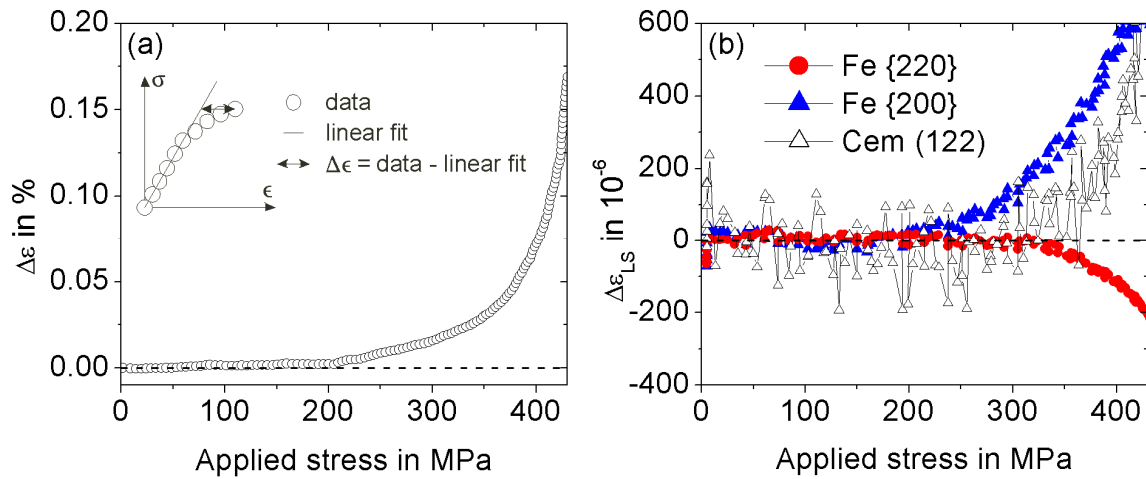 (a)
σ
ϵ
data
linear fit
Δϵ = data - linear fit
Δε in %
0.15
0.10
0.05
0.00
0 100 200 300 400
Applied stress in MPa
(b)
Fe {220}
Fe {200}
Cem (122)
Δε_LS in 10^-6
600
400
200
0
-200
-400
0 100 200 300 400
Applied stress in MPa